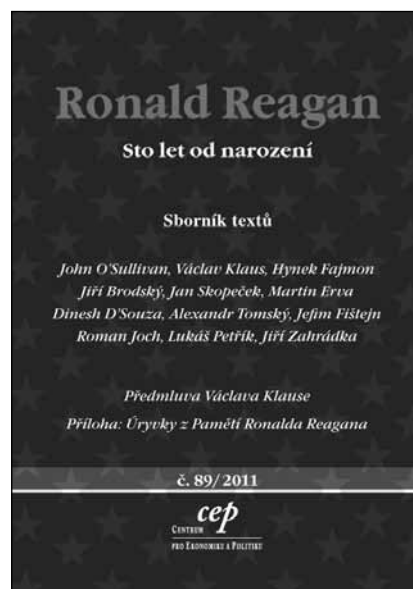 Ronald Reagan
Sto let od narození
Sborník textů
John O'Sullivan, Václav Klaus, Hynek Fajmon
Jiří Brodský, Jan Skopeček, Martin Erva
Dinesh D'Souza, Alexandr Tomský, Jefim Fištejn
Roman Joch, Lukáš Petřík, Jiří Zahrádka
Předmluva Václava Klause
Příloha: Úryvky z Pamětí Ronalda Reagana
č. 89/2011
cep
Centrum
pro Ekonomiku a Politiku